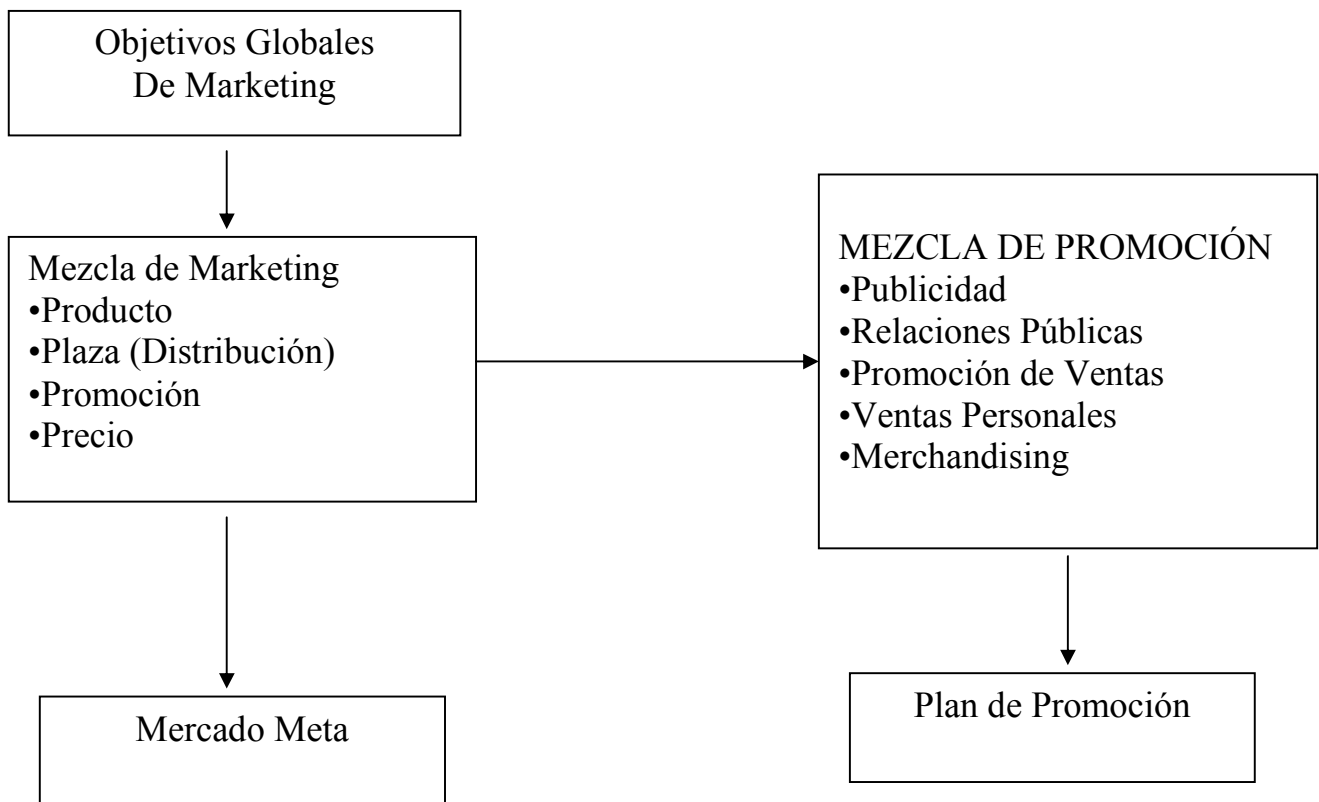 Objetivos Globales
De Marketing
Mezcla de Marketing
•Producto
•Plaza (Distribución)
•Promoción
•Precio
MEZCLA DE PROMOCIÓN
•Publicidad
•Relaciones Públicas
•Promoción de Ventas
•Ventas Personales
•Merchandising
Mercado Meta
Plan de Promoción